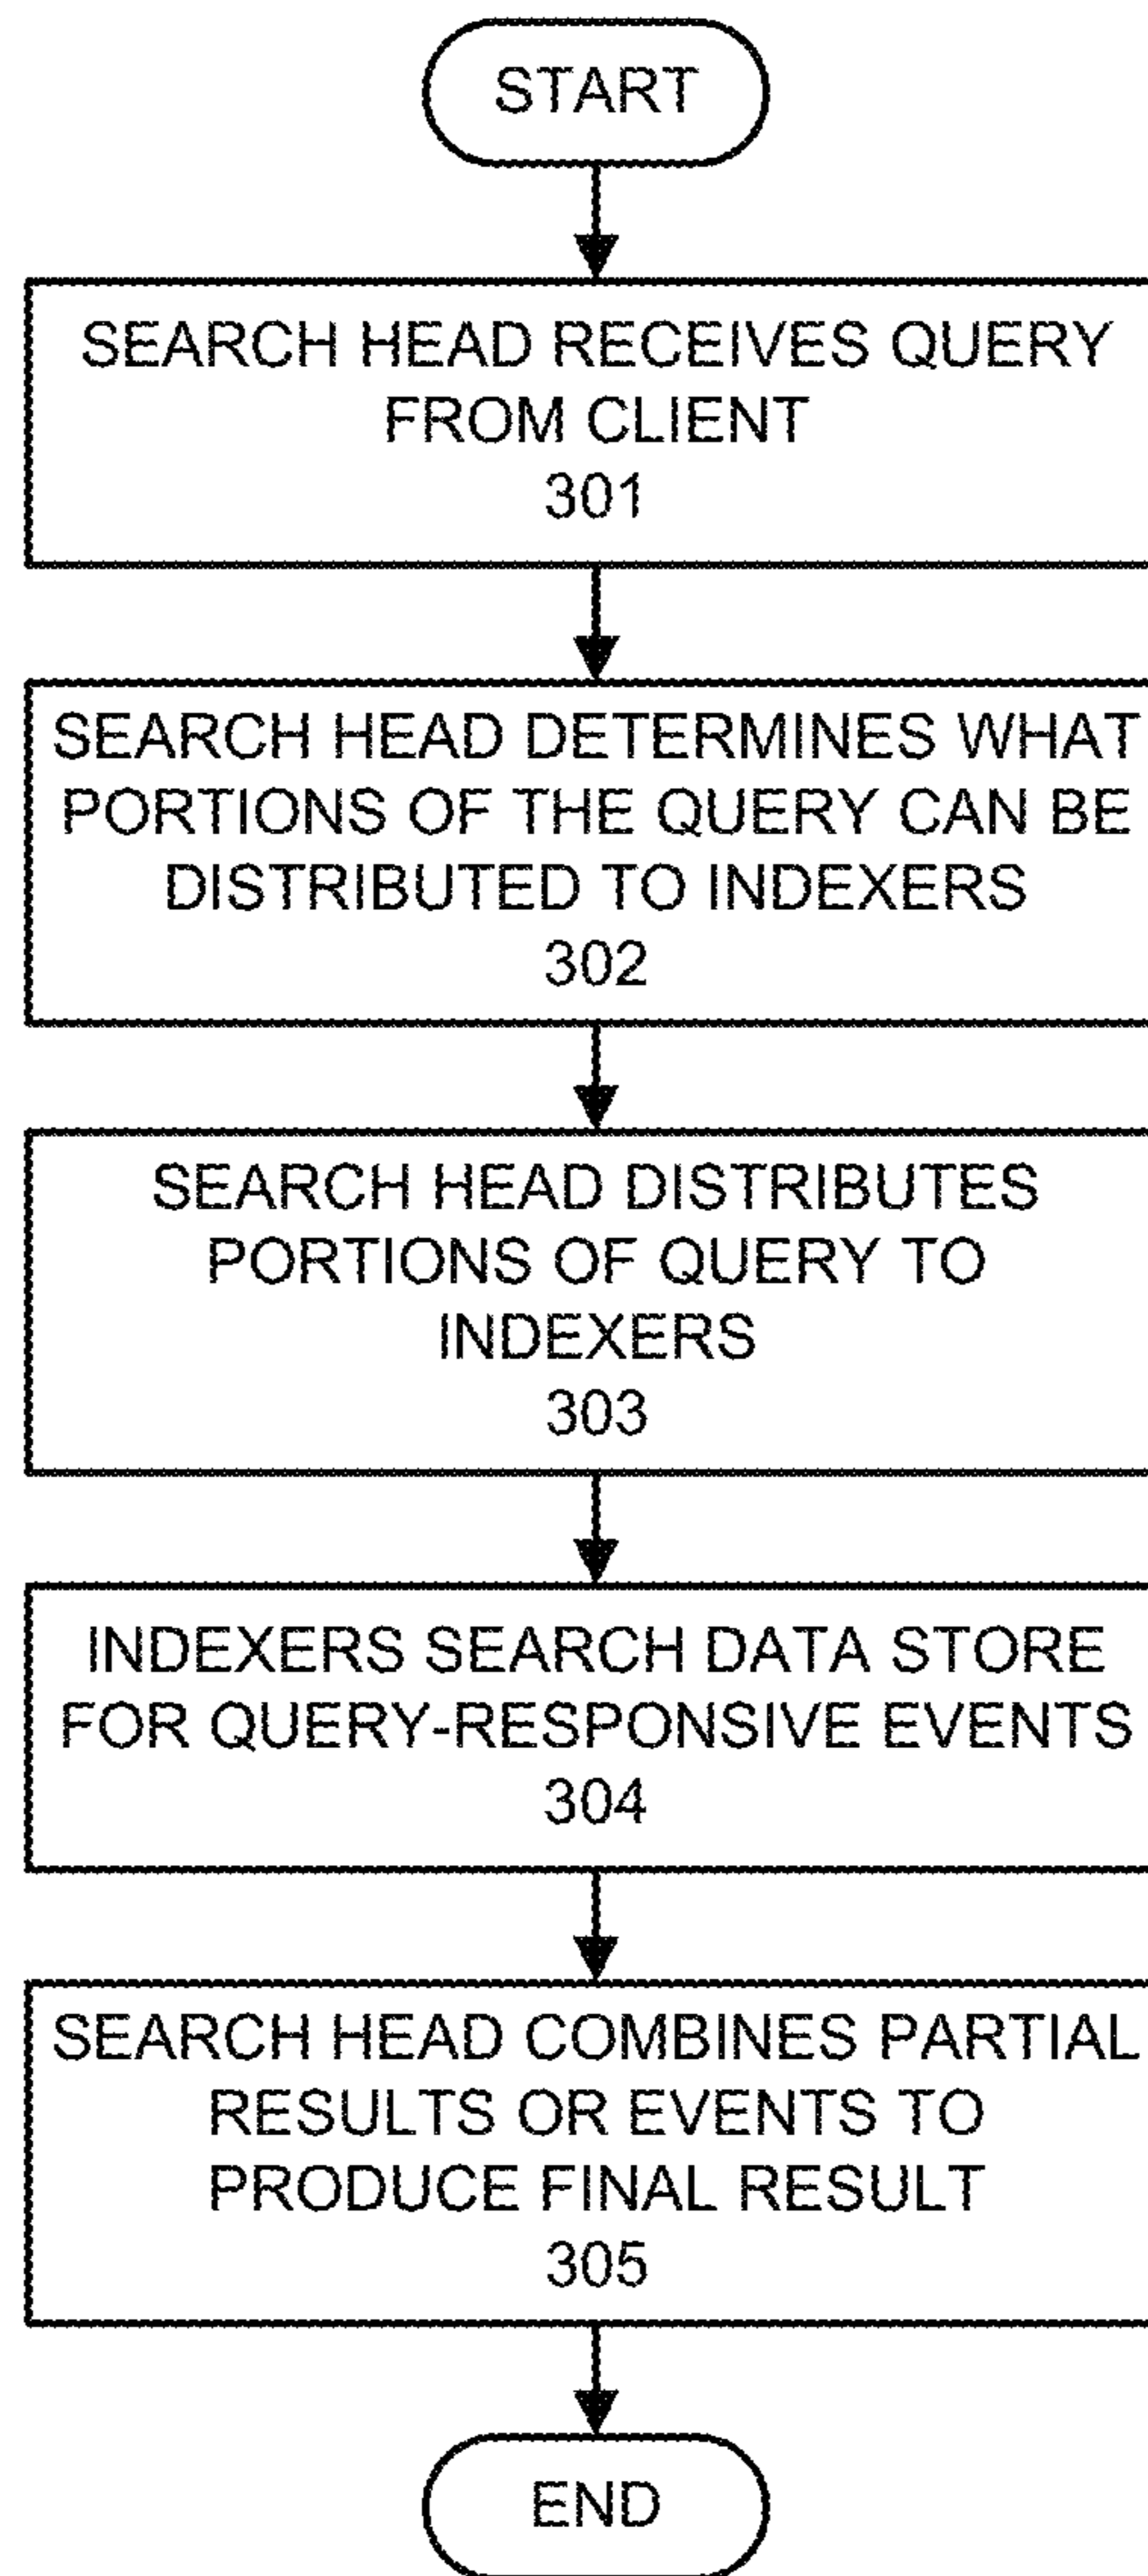 START
SEARCH HEAD RECEIVES QUERY
FROM CLIENT
301
SEARCH HEAD DETERMINES WHAT
PORTIONS OF THE QUERY CAN BE
DISTRIBUTED TO INDEXERS
302
SEARCH HEAD DISTRIBUTES
PORTIONS OF QUERY TO
INDEXERS
303
INDEXERS SEARCH DATA STORE
FOR QUERY-RESPONSIVE EVENTS
304
SEARCH HEAD COMBINES PARTIAL
RESULTS OR EVENTS TO
PRODUCE FINAL RESULT
305
END